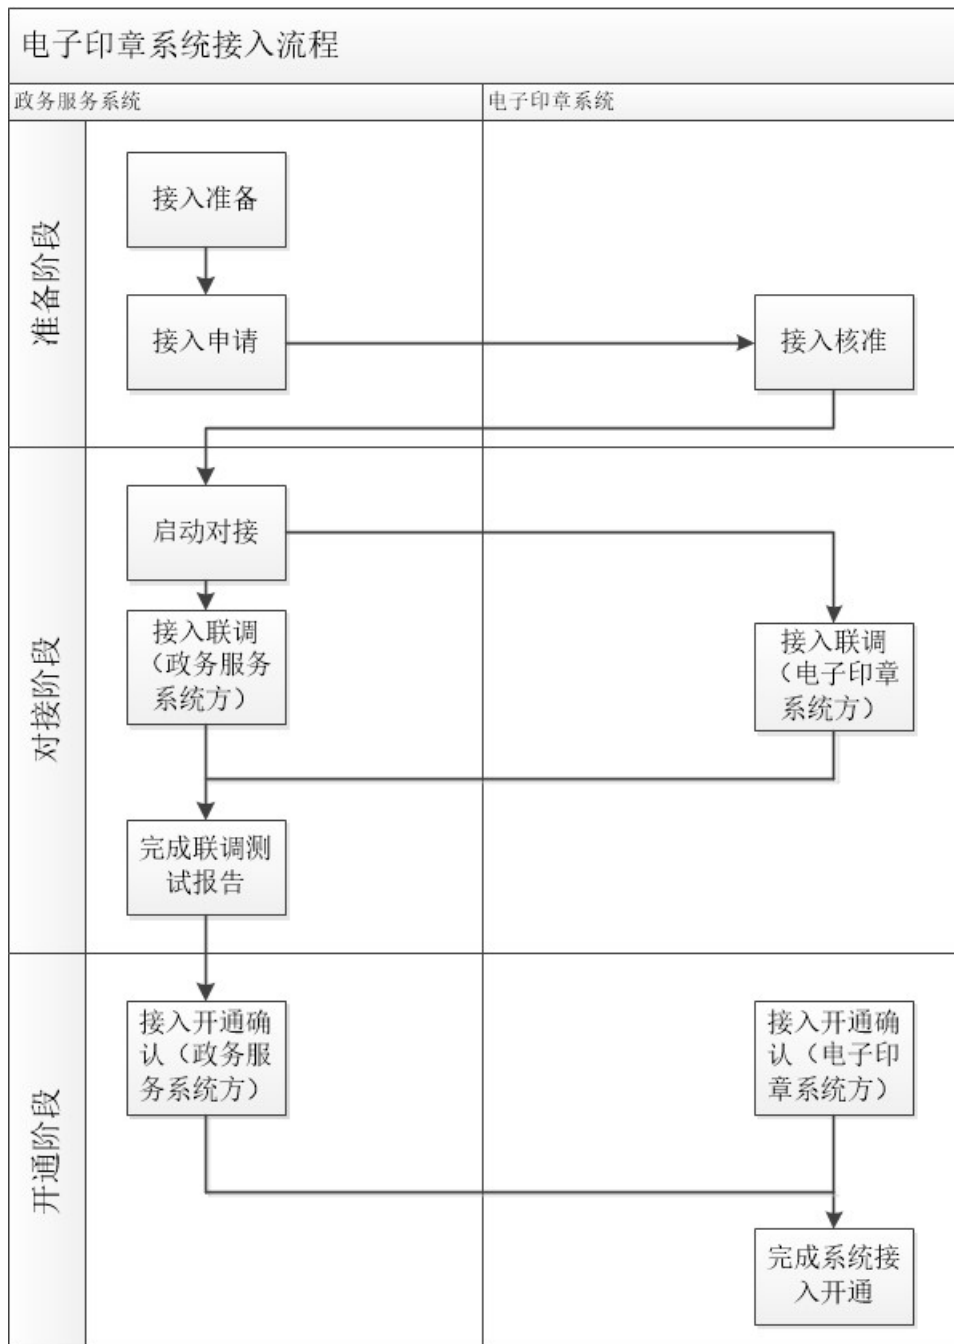 电子印章系统接入流程
政务服务系统
电子印章系统
准备阶段
接入准备
接入申请
接入核准
对接阶段
启动对接
接入联调
（政务服务
系统方）
接入联调
（电子印章
系统方）
完成联调测
试报告
开通阶段
接入开通确
认（政务服
务系统方）
接入开通确
认（电子印
章系统方）
完成系统接
入开通